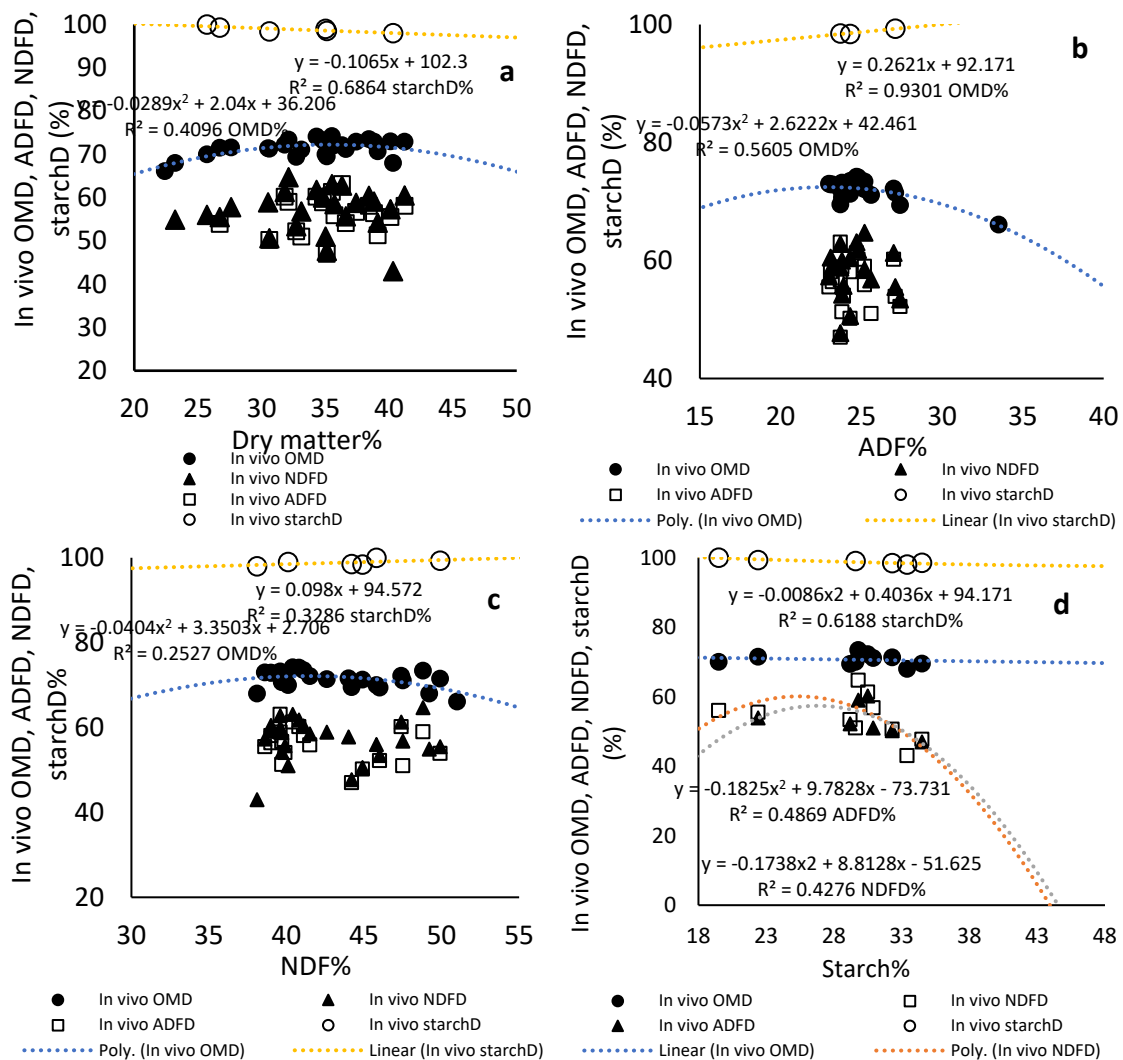 In vivo OMD, ADFD, NDFD,
starchD (%)
100
90
80
70
60
50
40
30
20
y = -0.1065x + 102.3
R² = 0.6864 starchD%
a
y = -0.0289x² + 2.04x + 36.206
R² = 0.4096 OMD%
20 25 30 35 40 45 50
Dry matter%
In vivo OMD
In vivo NDFD
In vivo ADFD
In vivo starchD
In vivo OMD, ADFD, NDFD,
starchD (%)
100
80
60
40
b
y = 0.2621x + 92.171
R² = 0.9301 OMD%
y = -0.0573x² + 2.6222x + 42.461
R² = 0.5605 OMD%
15 20 25 30 35 40
ADF%
In vivo OMD In vivo NDFD
In vivo ADFD In vivo starchD
Poly. (In vivo OMD) Linear (In vivo starchD)
In vivo OMD, ADFD, NDFD,
starchD%
100
80
60
40
20
y = 0.098x + 94.572
R² = 0.3286 starchD%
c
y = -0.0404x² + 3.3503x + 2.706
R² = 0.2527 OMD%
30 35 40 45 50 55
NDF%
In vivo OMD In vivo NDFD
In vivo ADFD In vivo starchD
Poly. (In vivo OMD) Linear (In vivo starchD)
In vivo OMD, ADFD, NDFD, starchD
(%)
100
80
60
40
20
0
y = -0.0086x2 + 0.4036x + 94.171
R² = 0.6188 starchD%
d
y = -0.1825x² + 9.7828x - 73.731
R² = 0.4869 ADFD%
y = -0.1738x2 + 8.8128x - 51.625
R² = 0.4276 NDFD%
18 23 28 33 38 43 48
Starch%
In vivo OMD In vivo NDFD
In vivo ADFD In vivo starchD
Linear (In vivo OMD) Poly. (In vivo NDFD)